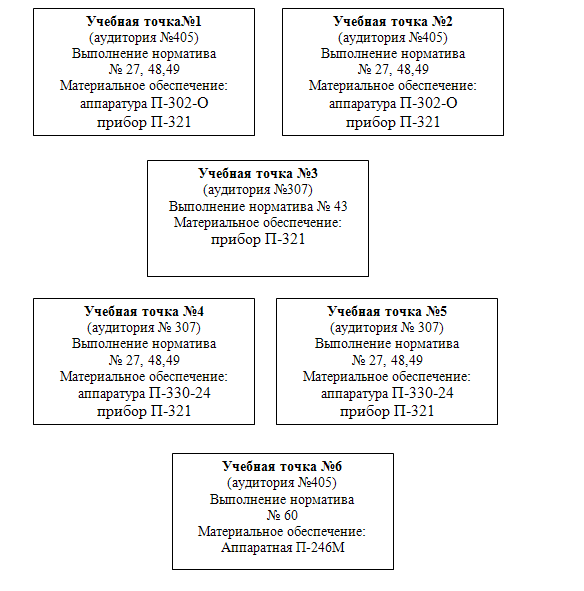 Учебная точка№1
(аудитория №405)
Выполнение норматива
№ 27, 48,49
Материальное обеспечение:
аппаратура П-302-О
прибор П-321
Учебная точка №2
(аудитория №405)
Выполнение норматива
№ 27, 48,49
Материальное обеспечение:
аппаратура П-302-О
прибор П-321
Учебная точка №3
(аудитория №307)
Выполнение норматива № 43
Материальное обеспечение:
прибор П-321
Учебная точка №4
(аудитория № 307)
Выполнение норматива
№ 27, 48,49
Материальное обеспечение:
аппаратура П-330-24
прибор П-321
Учебная точка №5
(аудитория № 307)
Выполнение норматива
№ 27, 48,49
Материальное обеспечение:
аппаратура П-330-24
прибор П-321
Учебная точка №6
(аудитория №405)
Выполнение норматива
№ 60
Материальное обеспечение:
Аппаратная П-246М